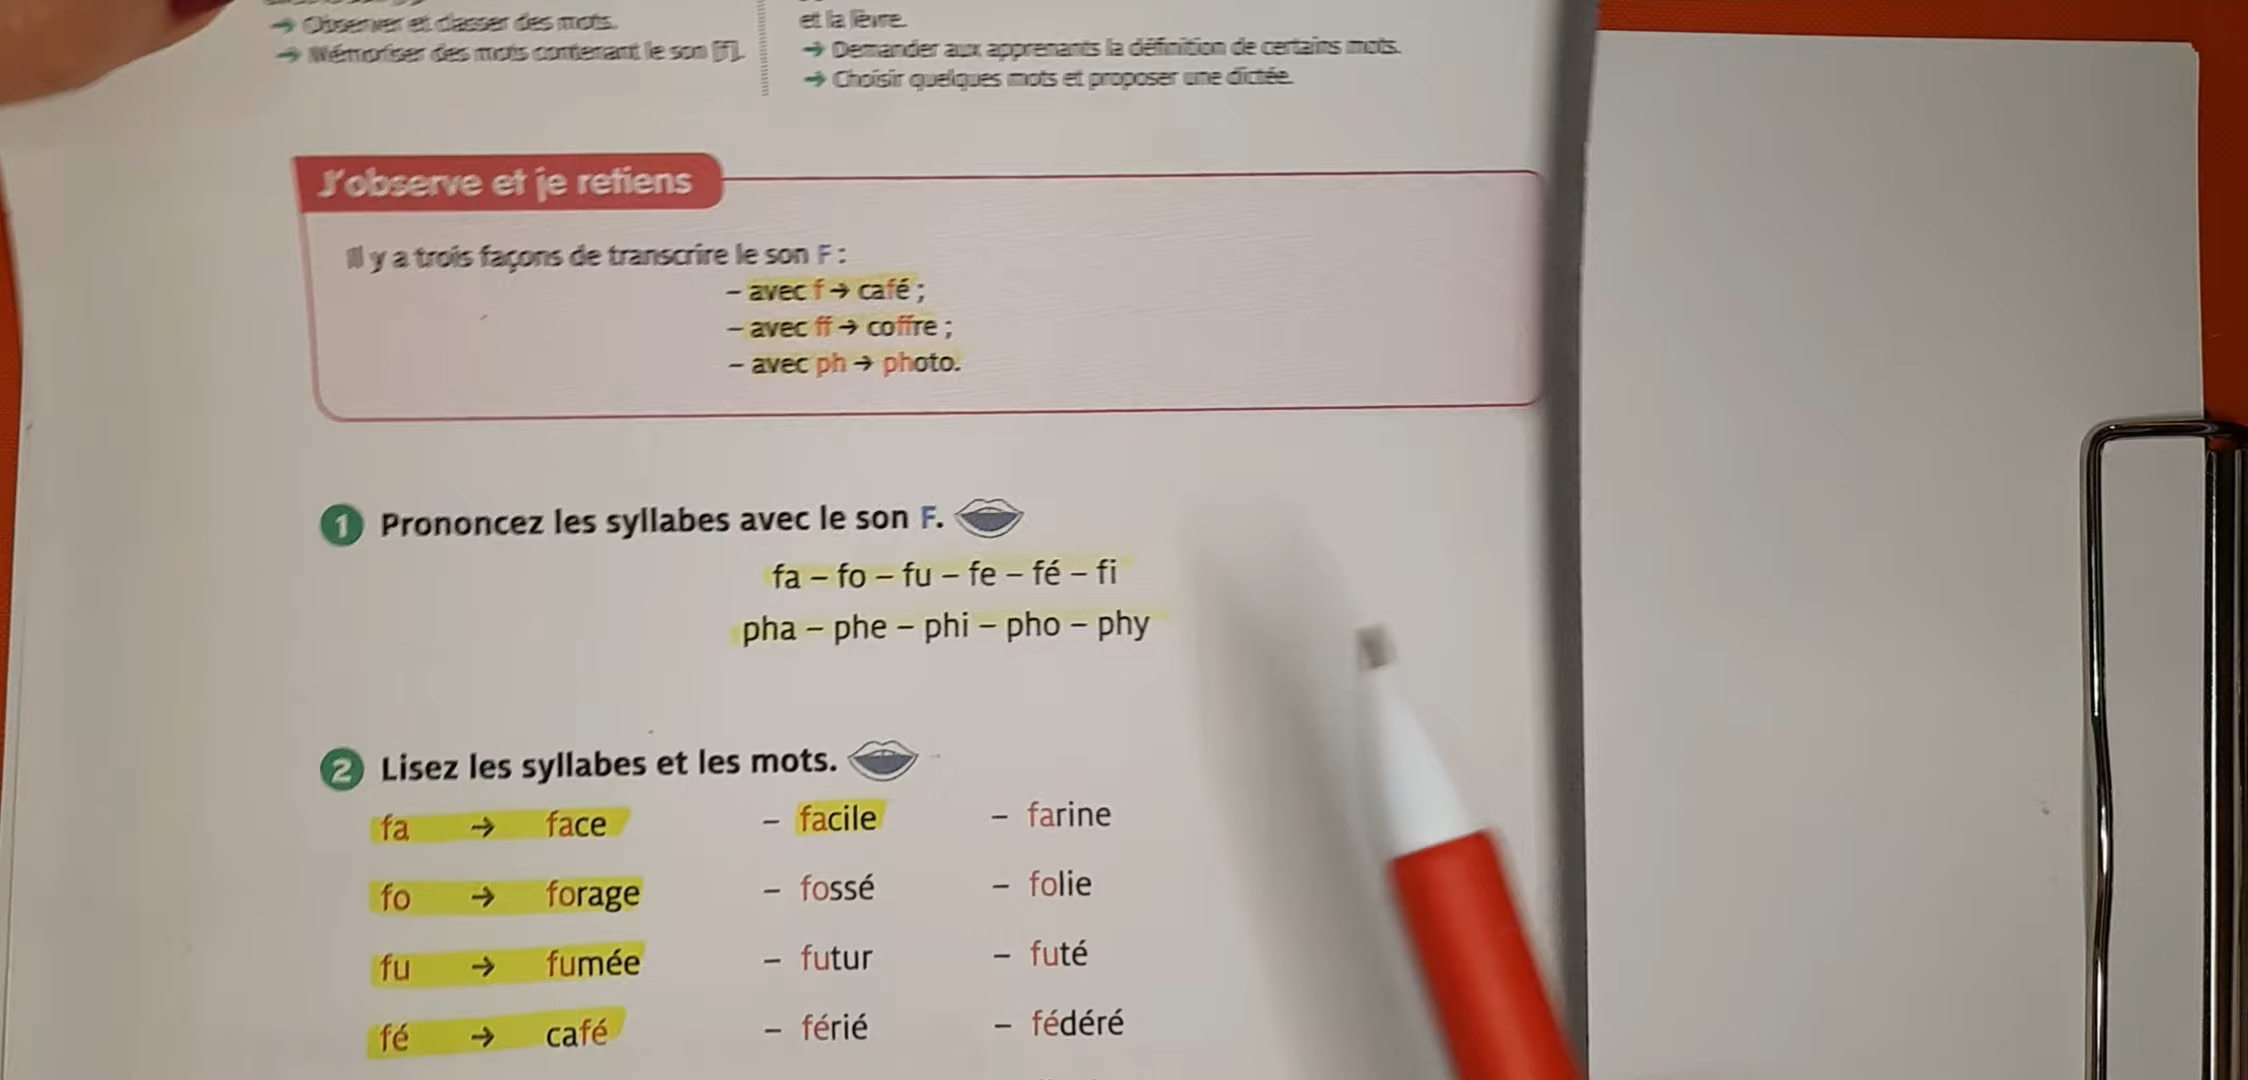 → Observer et classer des mots.
→ Mémoriser des mots contenant le son [f].
et la lèvre.
→ Demander aux apprenants la définition de certains mots.
→ Choisir quelques mots et proposer une dictée.
J'observe et je retiens
Il y a trois façons de transcrire le son F :
– avec f → café ;
– avec ff → coffre ;
– avec ph → photo.
1 Prononcez les syllabes avec le son F.
fa – fo – fu – fe – fé – fi
pha – phe – phi – pho – phy
2 Lisez les syllabes et les mots.
fa → face – facile – farine
fo → forage – fossé – folie
fu → fumée – futur – futé
fé → café – férié – fédéré